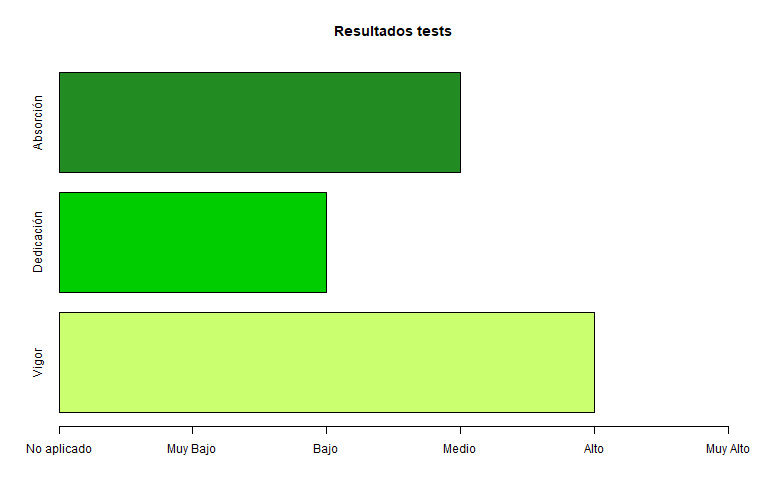 Resultados tests
Absorción
Dedicación
Vigor
No aplicado
Muy Bajo
Bajo
Medio
Alto
Muy Alto